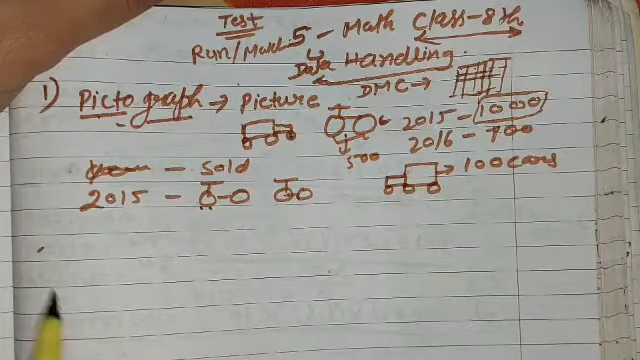 Test
Run/Mark 5 - Math Class-8th
Data Handling
DMC →
1) Pictograph → Picture
2015 - 1000
2016 - 700
500
- Sold
→ 100 cars
2015 -